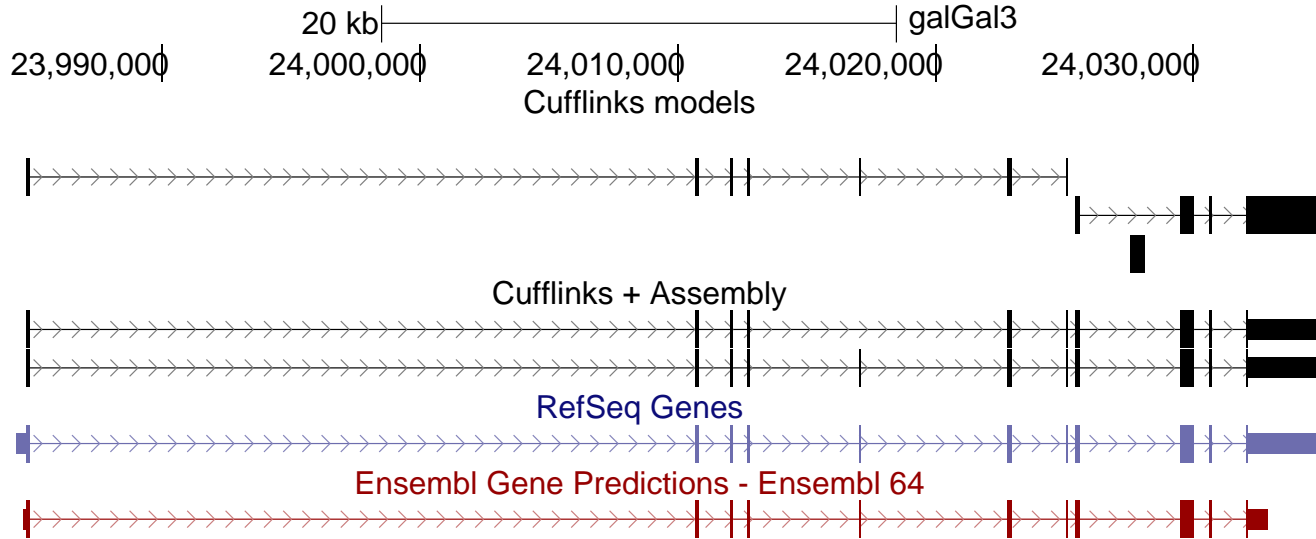 20 kb galGal3
23,990,000 24,000,000 24,010,000 24,020,000 24,030,000
Cufflinks models
Cufflinks + Assembly
RefSeq Genes
Ensembl Gene Predictions - Ensembl 64